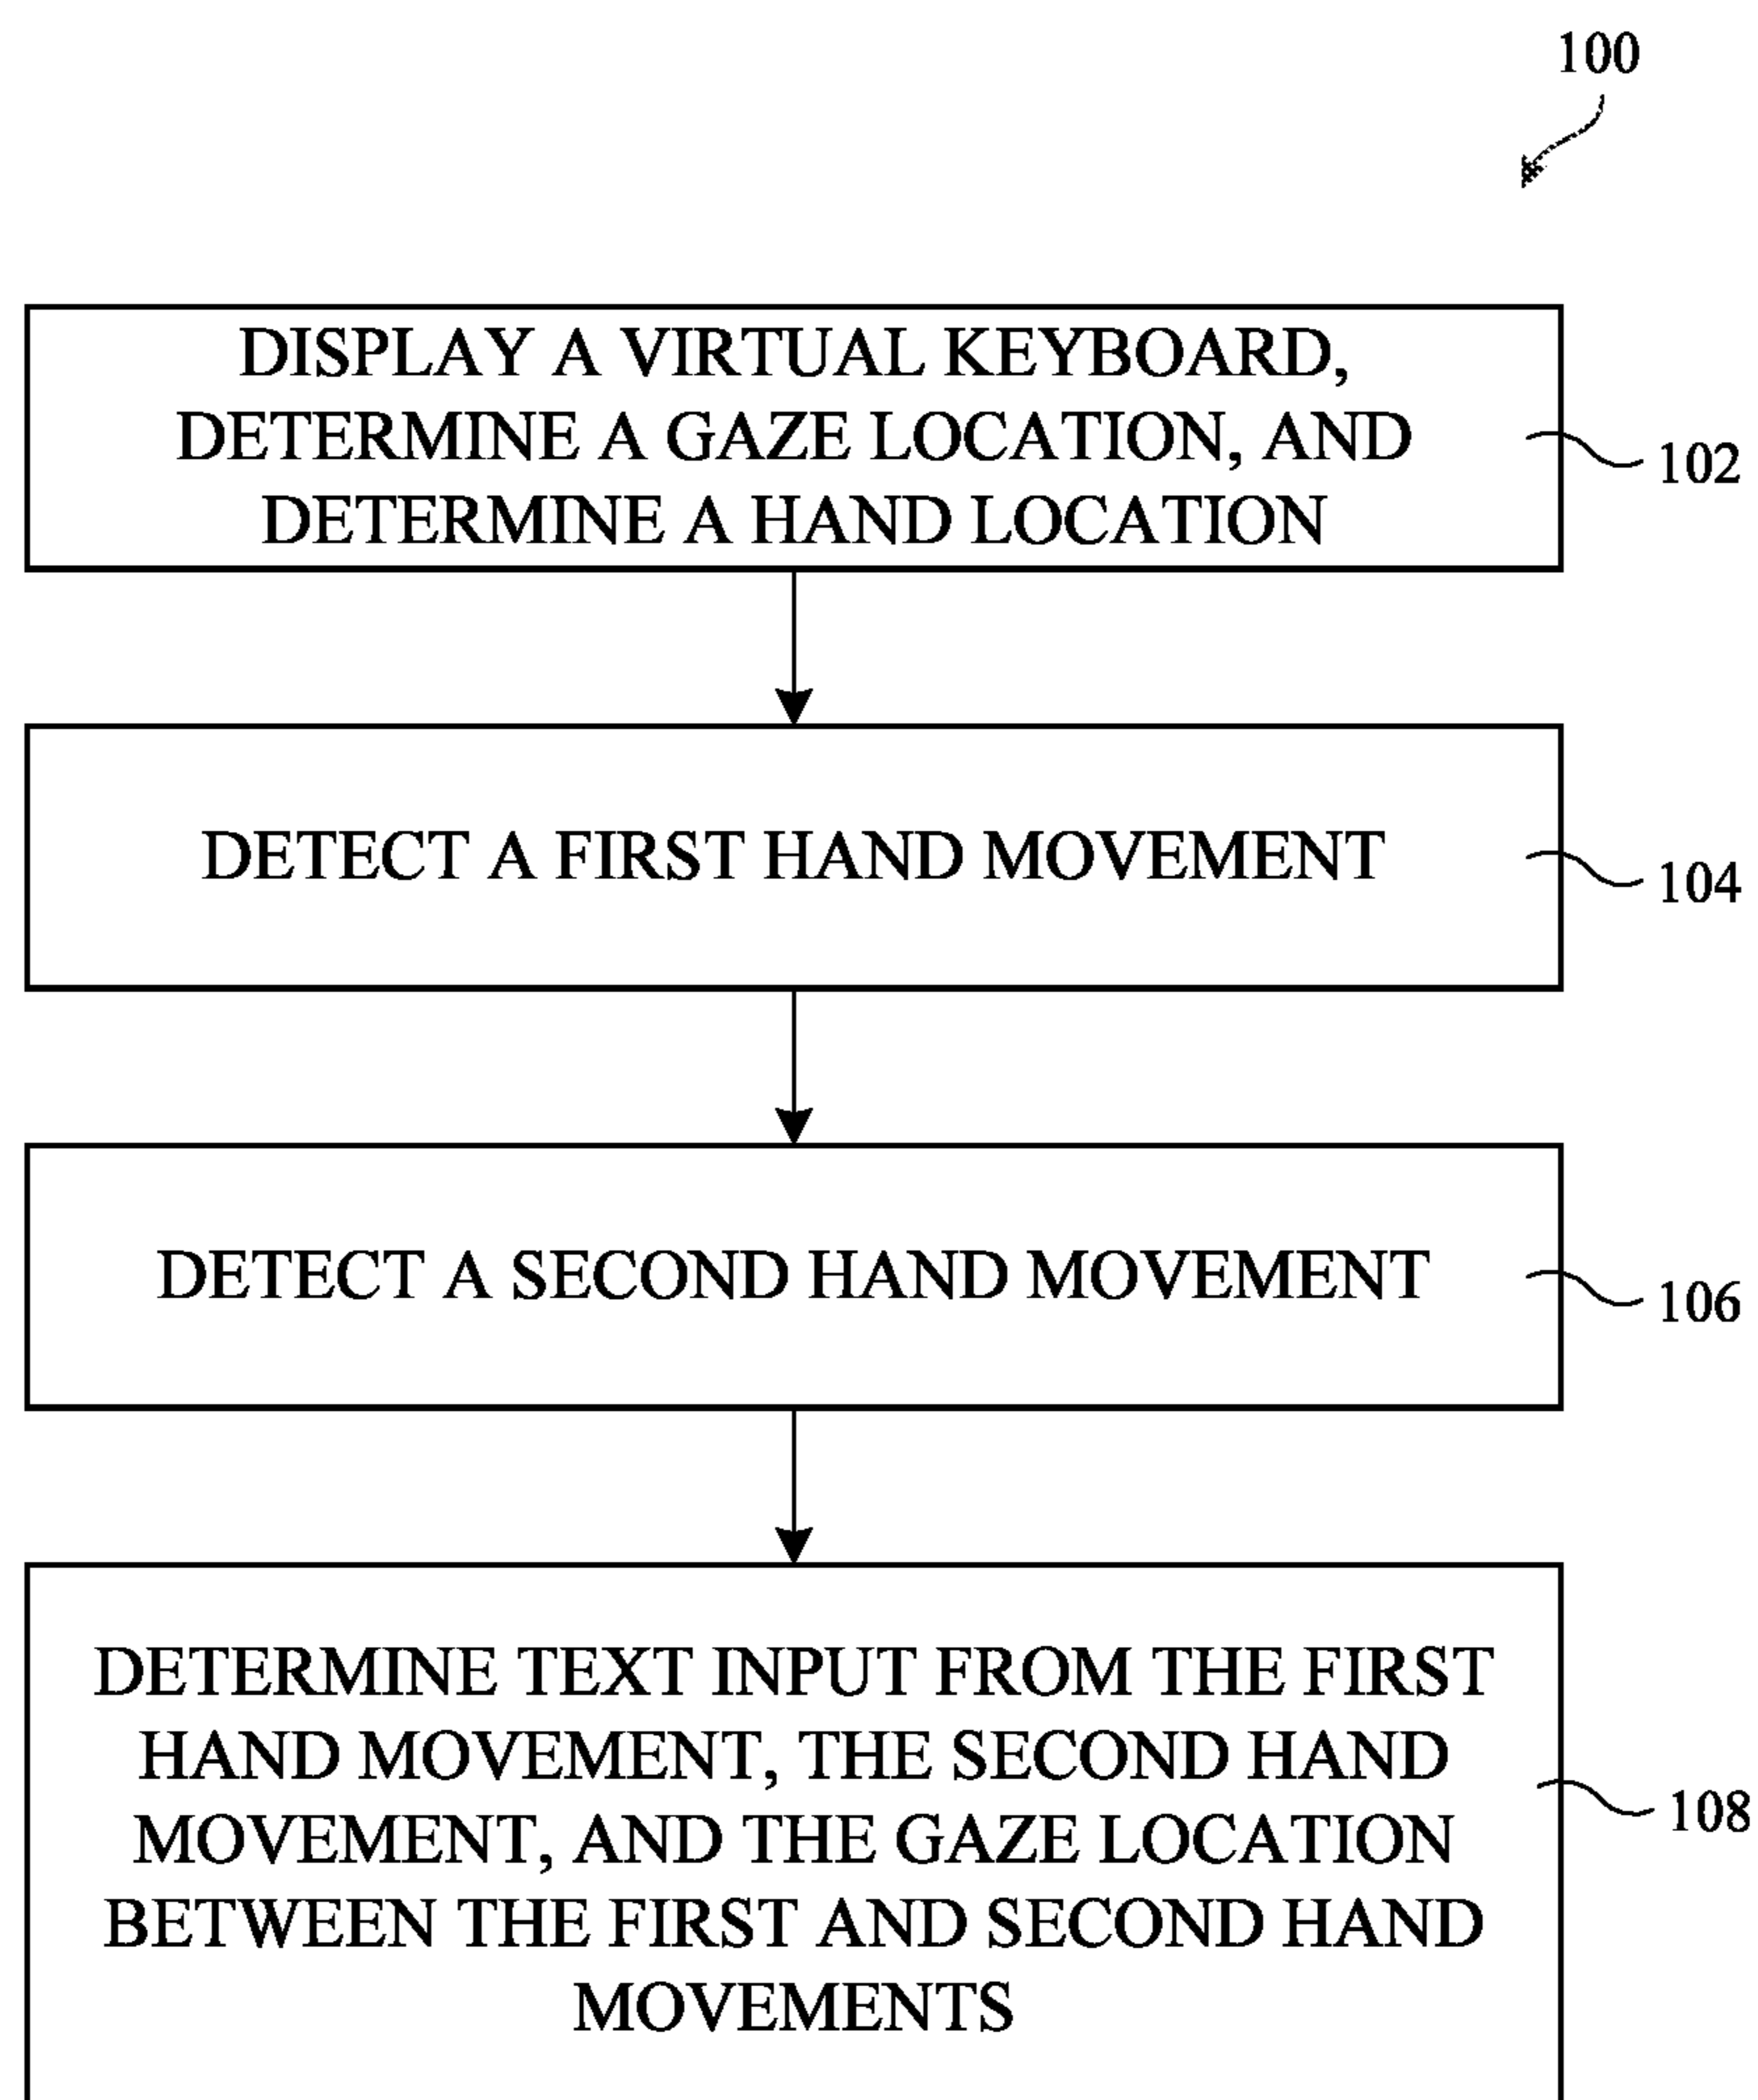 100
DISPLAY A VIRTUAL KEYBOARD,
DETERMINE A GAZE LOCATION, AND
DETERMINE A HAND LOCATION
102
DETECT A FIRST HAND MOVEMENT
104
DETECT A SECOND HAND MOVEMENT
106
DETERMINE TEXT INPUT FROM THE FIRST
HAND MOVEMENT, THE SECOND HAND
MOVEMENT, AND THE GAZE LOCATION
BETWEEN THE FIRST AND SECOND HAND
MOVEMENTS
108